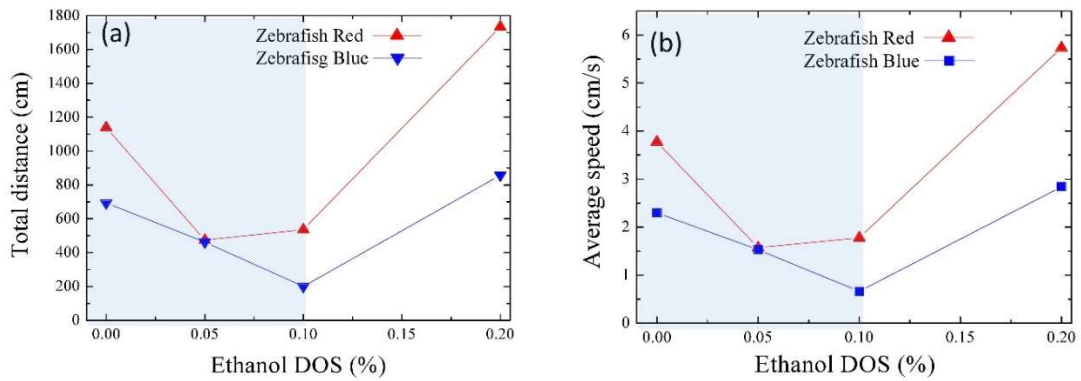 (a)
Zebrafish Red
Zebrafisg Blue
Total distance (cm)
1800
1600
1400
1200
1000
800
600
400
200
0
0.00 0.05 0.10 0.15 0.20
Ethanol DOS (%)
(b)
Zebrafish Red
Zebrafish Blue
Average speed (cm/s)
6
5
4
3
2
1
0
0.00 0.05 0.10 0.15 0.20
Ethanol DOS (%)